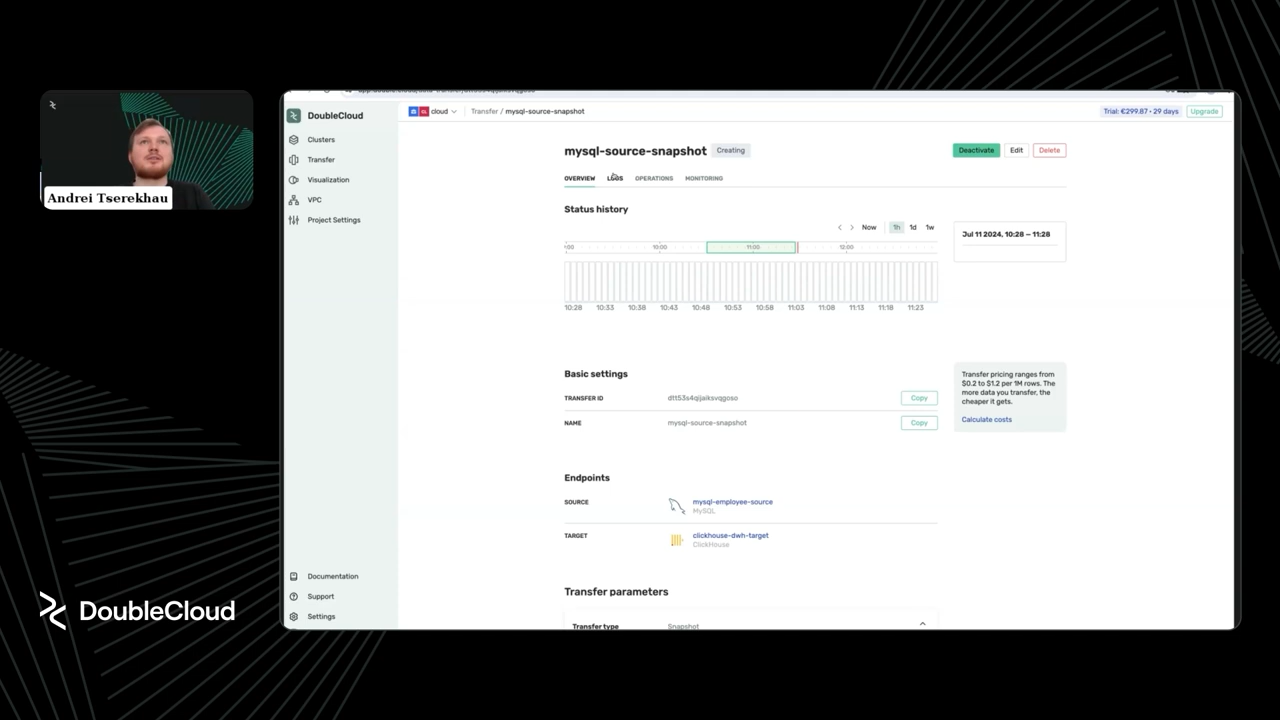 Andrei Tserekhau
DoubleCloud
DoubleCloud
Clusters
Transfer
Visualization
VPC
Project Settings
Documentation
Support
Settings
cloud
Transfer / mysql-source-snapshot
Trial: €299.87 • 29 days
Upgrade
mysql-source-snapshot
Creating
Deactivate
Edit
Delete
OVERVIEW
LOGS
OPERATIONS
MONITORING
Status history
Now
1h
1d
1w
10:00
11:00
12:00
10:28 10:33 10:38 10:43 10:48 10:53 10:58 11:03 11:08 11:13 11:18 11:23
Jul 11 2024, 10:28 — 11:28
Basic settings
TRANSFER ID
NAME
mysql-source-snapshot
Copy
Copy
Transfer pricing ranges from
$0.2 to $1.2 per 1M rows. The
more data you transfer, the
cheaper it gets.
Calculate costs
Endpoints
SOURCE
mysql-employee-source
MySQL
TARGET
clickhouse-dwh-target
ClickHouse
Transfer parameters
Transfer type
Snapshot